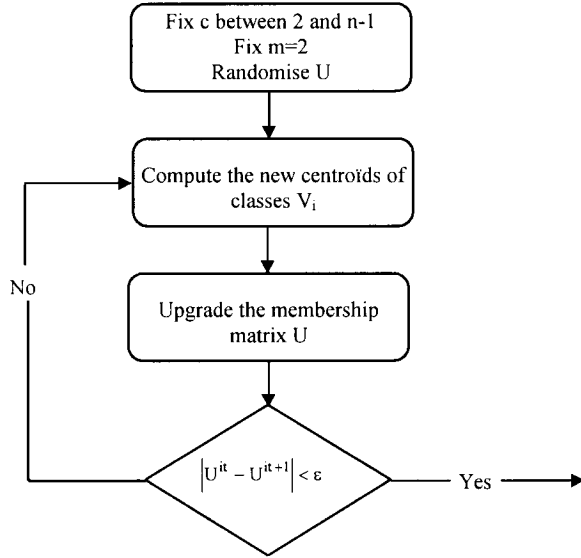 Fix c between 2 and n-1
Fix m=2
Randomise U
Compute the new centroïds of
classes Vi
No
Upgrade the membership
matrix U
|U^it − U^it+1| < ε
Yes